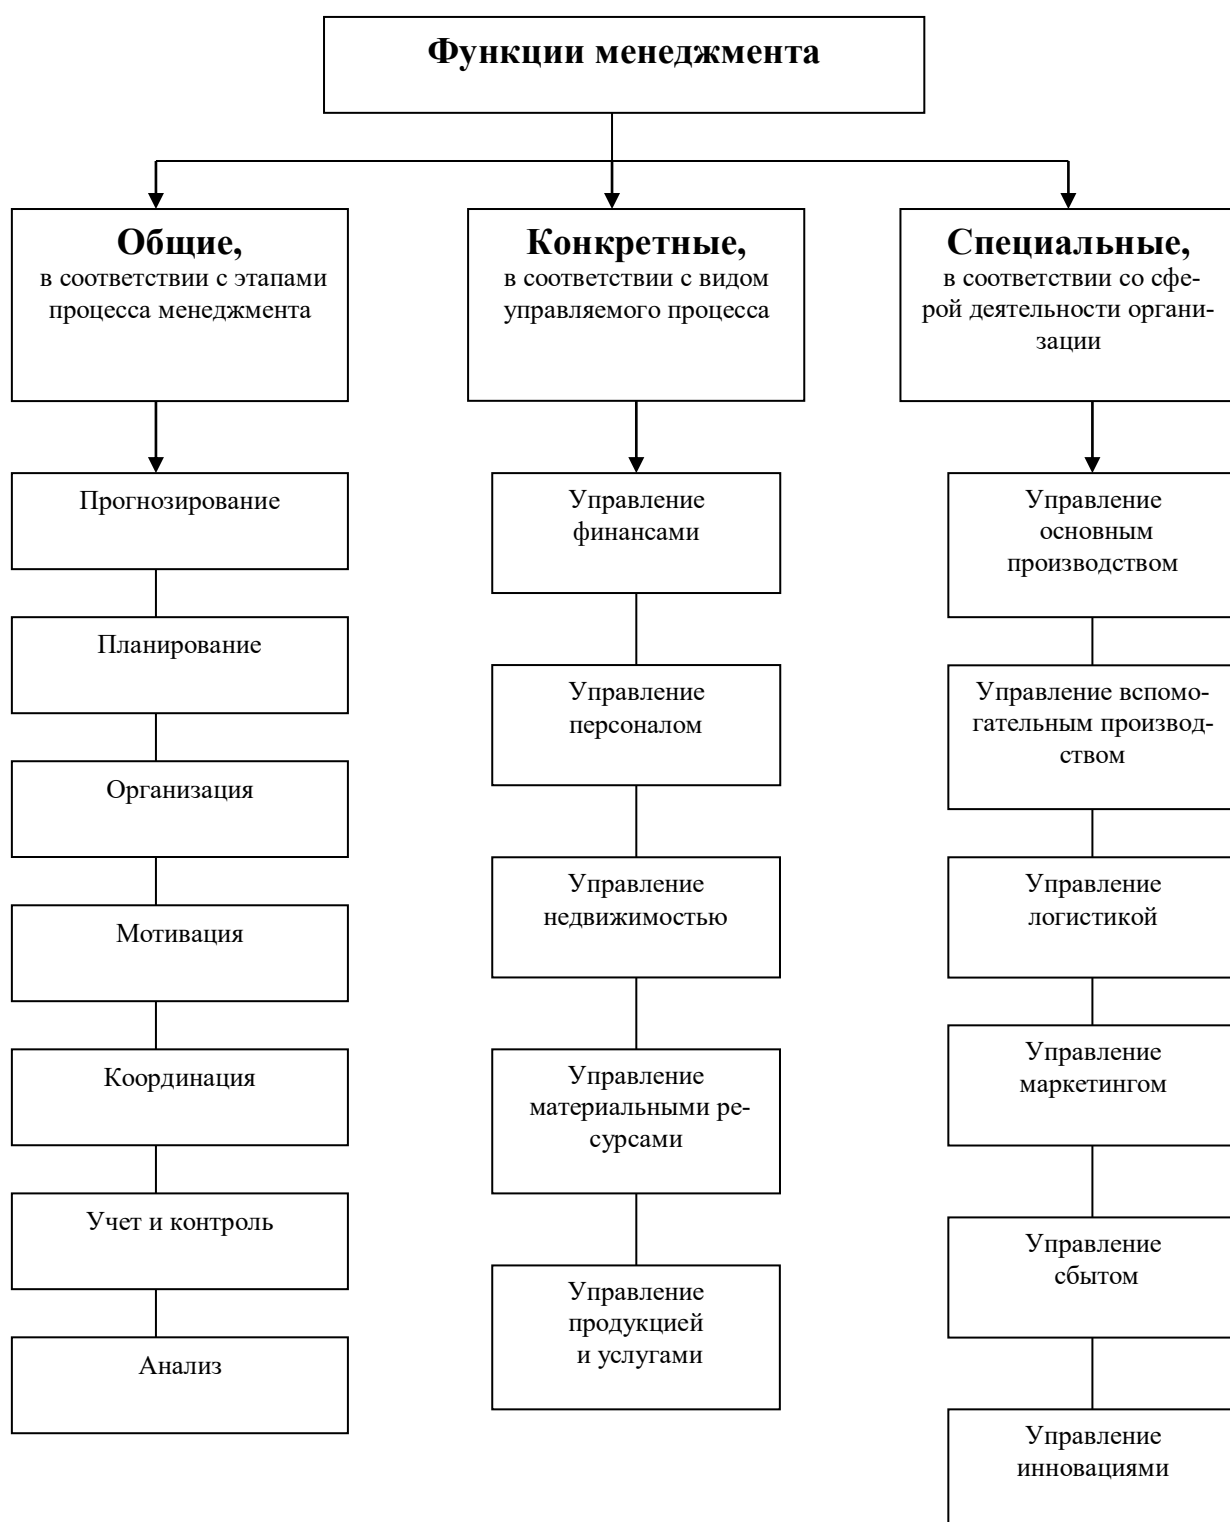 Функции менеджмента
Общие,
в соответствии с этапами
процесса менеджмента
Прогнозирование
Планирование
Организация
Мотивация
Координация
Учет и контроль
Анализ
Конкретные,
в соответствии с видом
управляемого процесса
Управление
финансами
Управление
персоналом
Управление
недвижимостью
Управление
материальными ре-
сурсами
Управление
продукцией
и услугами
Специальные,
в соответствии со сфе-
рой деятельности органи-
зации
Управление
основным
производством
Управление вспомо-
гательным производ-
ством
Управление
логистикой
Управление
маркетингом
Управление
сбытом
Управление
инновациями